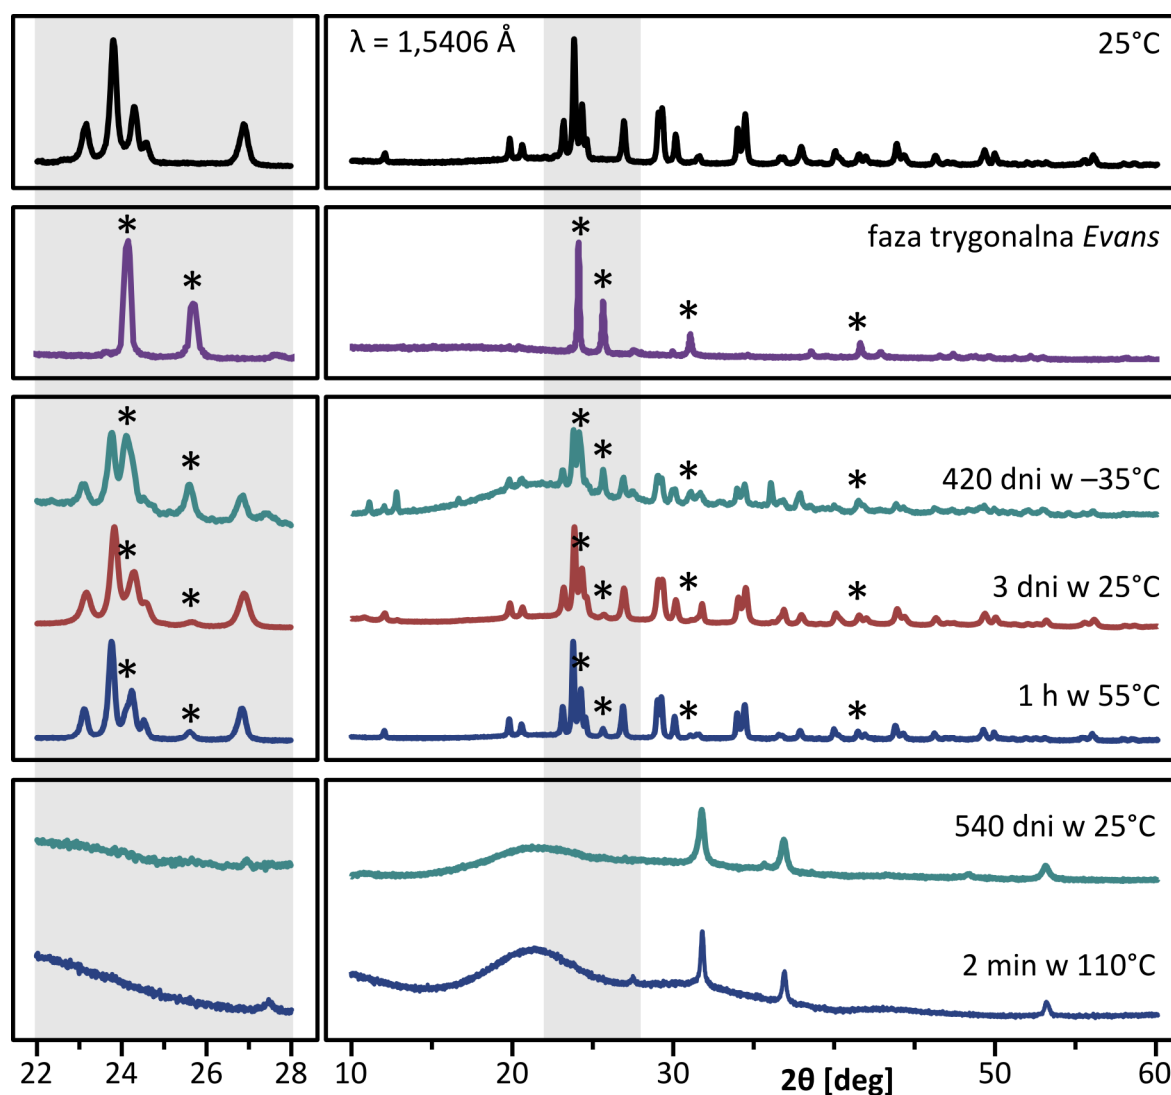 λ = 1,5406 Å
25°C
*
*
faza trygonalna Evans
*
*
*
*
*
*
*
*
*
*
420 dni w –35°C
*
*
*
*
*
*
3 dni w 25°C
*
*
*
*
*
*
1 h w 55°C
540 dni w 25°C
2 min w 110°C
22 24 26 28
10 20 30 2θ [deg] 50 60